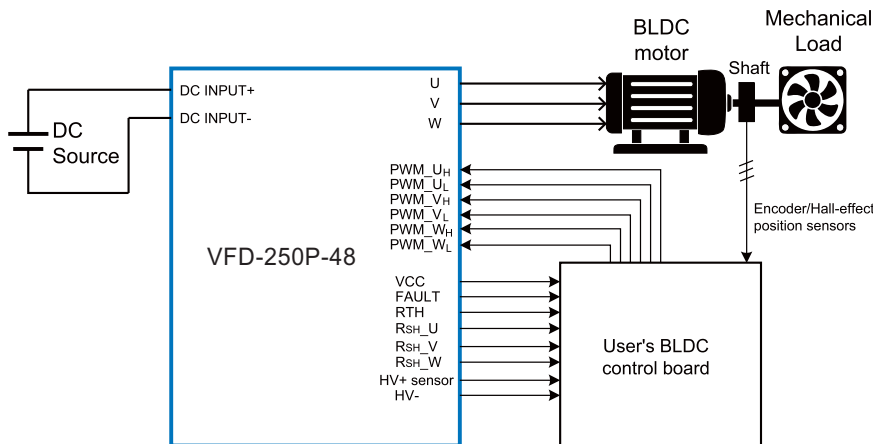 BLDC
motor
Mechanical
Load
Shaft
DC INPUT+
DC INPUT-
U
V
W
DC
Source
PWM_UH
PWM_UL
PWM_VH
PWM_VL
PWM_WH
PWM_WL
Encoder/Hall-effect
position sensors
VFD-250P-48
VCC
FAULT
RTH
RSH_U
RSH_V
RSH_W
HV+ sensor
HV-
User's BLDC
control board